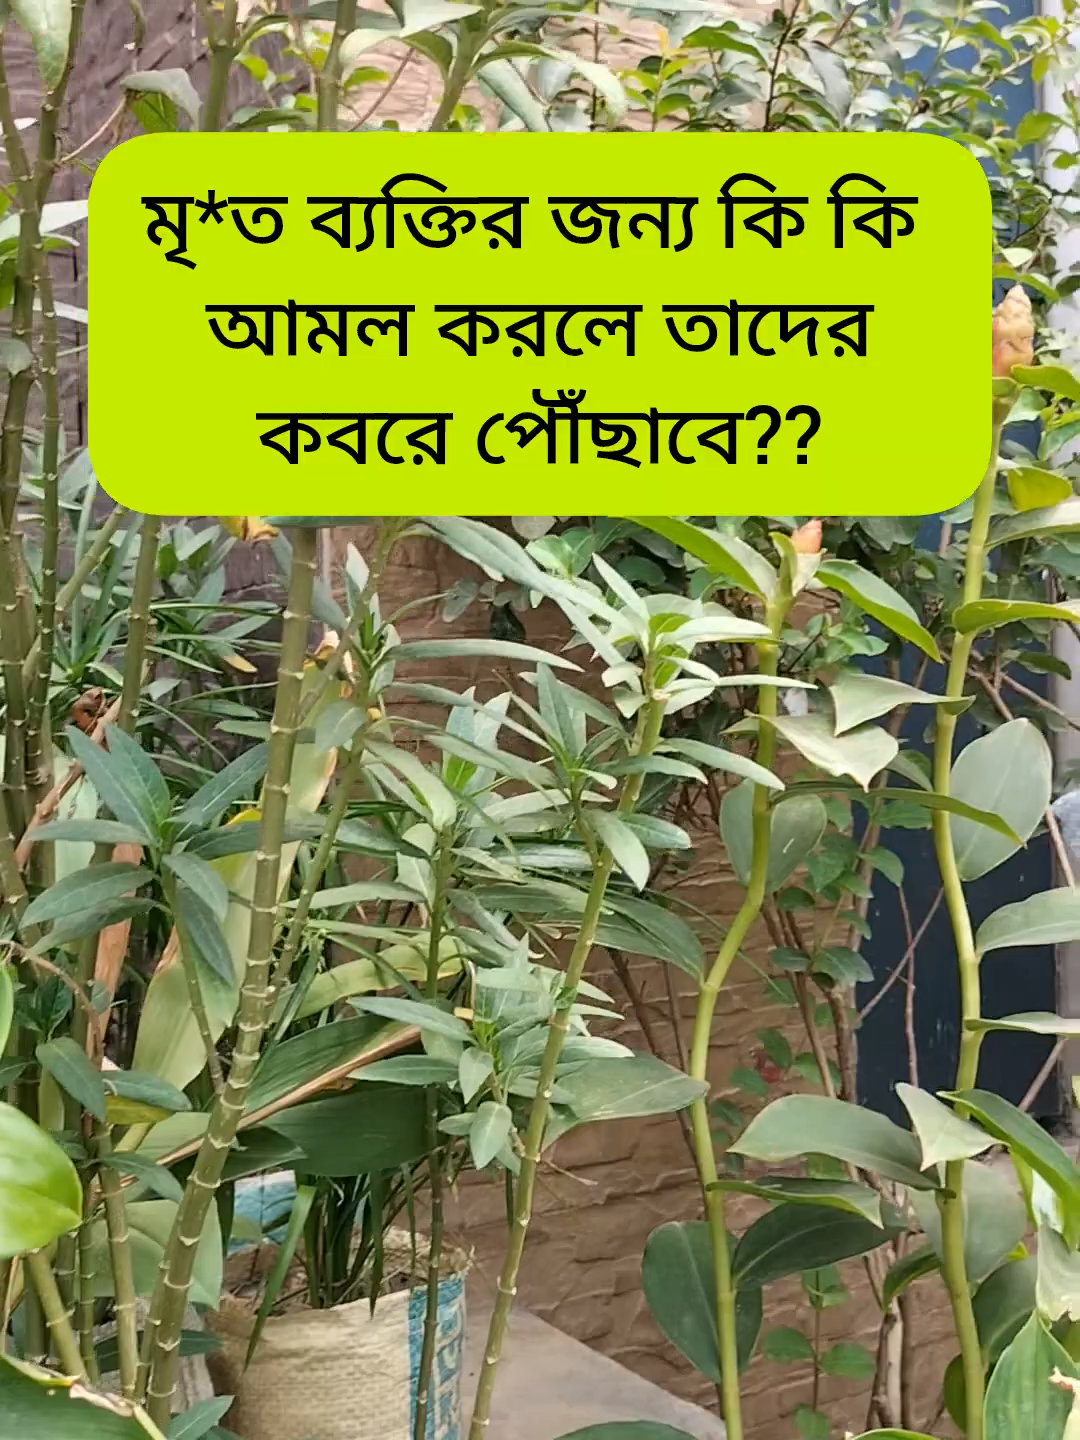 মৃ*ত ব্যক্তির জন্য কি কি
আমল করলে তাদের
কবরে পৌঁছাবে??